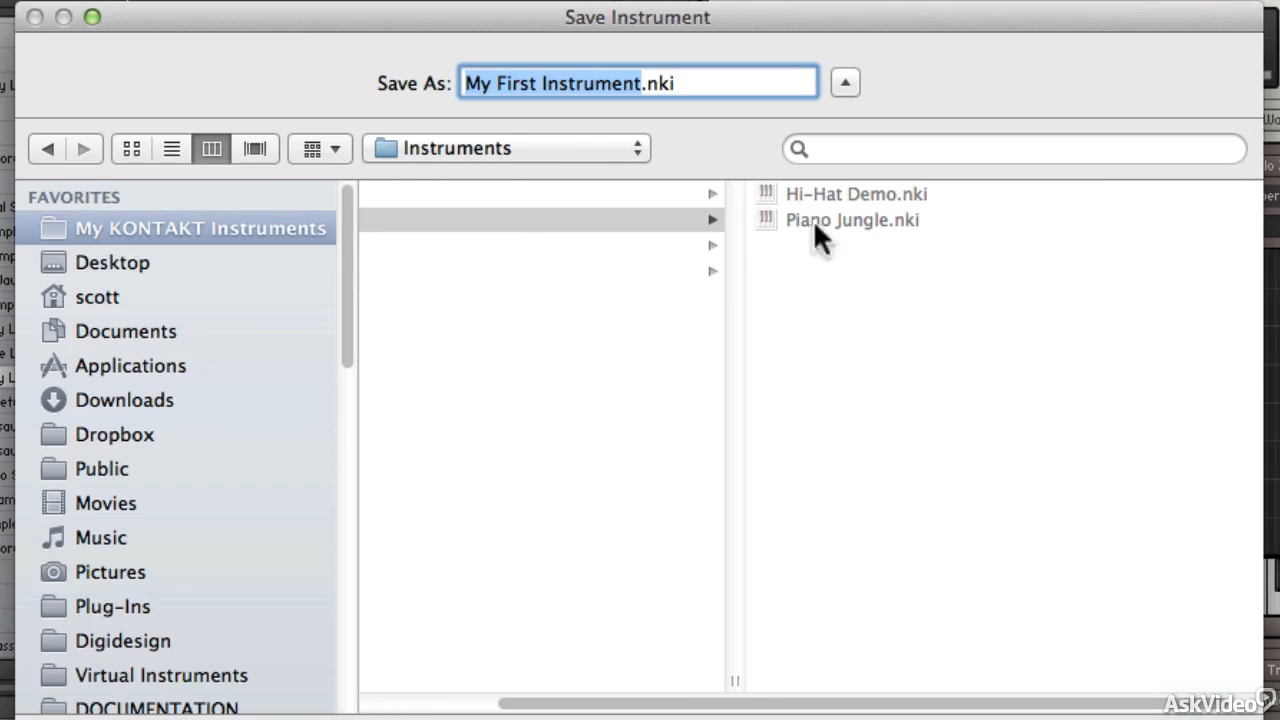 Save Instrument
Save As: My First Instrument.nki
Instruments
FAVORITES
My KONTAKT Instruments
Desktop
scott
Documents
Applications
Downloads
Dropbox
Public
Movies
Music
Pictures
Plug-Ins
Digidesign
Virtual Instruments
DOCUMENTATION
Hi-Hat Demo.nki
Piano Jungle.nki
AskVideo